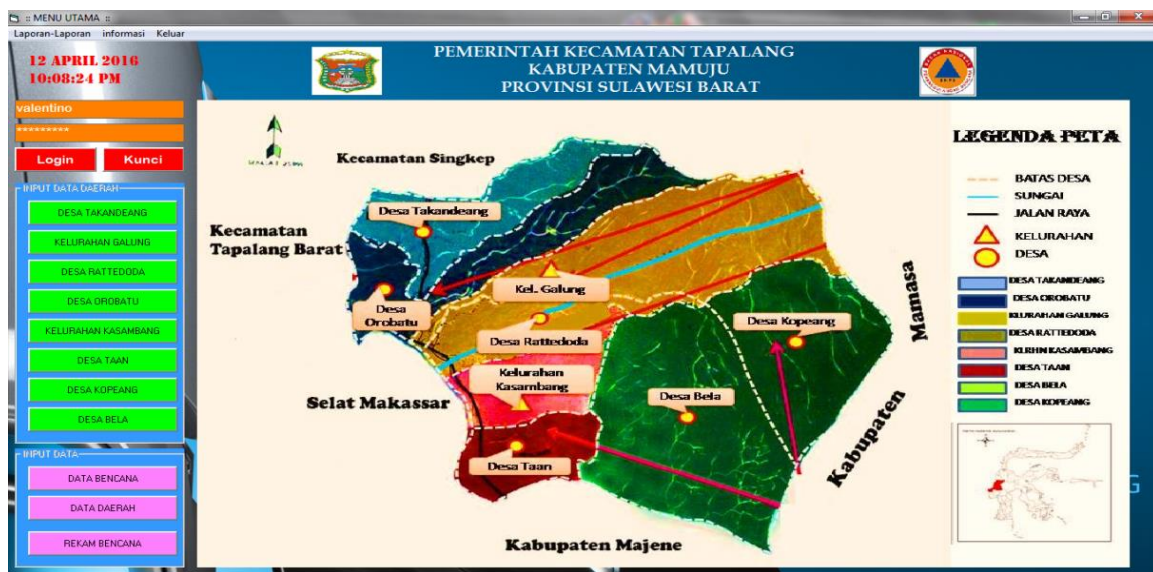 :: MENU UTAMA ::
Laporan-Laporan informasi Keluar
12 APRIL 2016
10:08:24 PM
valentino
*********
Login Kunci
INPUT DATA DAERAH
DESA TAKANDEANG
KELURAHAN GALUNG
DESA RATTEDODA
DESA OROBATU
KELURAHAN KASAMBANG
DESA TAAN
DESA KOPEANG
DESA BELA
INPUT DATA
DATA BENCANA
DATA DAERAH
REKAM BENCANA
PEMERINTAH KECAMATAN TAPALANG
KABUPATEN MAMUJU
PROVINSI SULAWESI BARAT
Kecamatan Singkep
Desa Takandeang
Kecamatan
Tapalang Barat
Kel. Galung
Desa
Orobatu
Desa Rattedoda
Desa Kopeang
Mamasa
Kelurahan
Kasambang
Desa Bela
Selat Makassar
Kabupaten
Desa Taan
Kabupaten Majene
LEGENDA PETA
BATAS DESA
SUNGAI
JALAN RAYA
KELURAHAN
DESA
DESA TAKANDEANG
DESA OROBATU
KLURAHAN GALUNG
DESA RATTEDODA
KLRHN KASAMBANG
DESA TAAN
DESA BELA
DESA KOPEANG
G